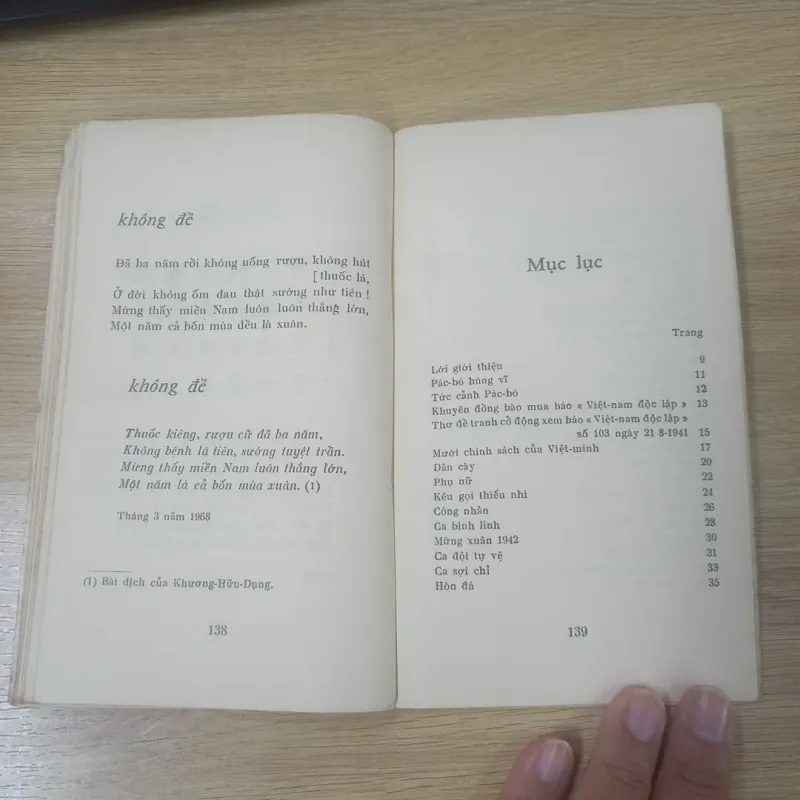 không đề
Đã ba năm rồi không uống rượu, không hút
[ thuốc lá,
Ở đời không ốm đau thật sướng như tiên !
Mừng thấy miền Nam luôn luôn thắng lớn,
Một năm cả bốn mùa đều là xuân.
không đề
Thuốc kiêng, rượu cữ đã ba năm,
Không bệnh là tiên, sướng tuyệt trần.
Mừng thấy miền Nam luôn thắng lớn,
Một năm là cả bốn mùa xuân. (1)
Tháng 3 năm 1968
(1) Bài dịch của Khương-Hữu-Dụng.
138
Mục lục
Trang
Lời giới thiệu 9
Pác-bó hùng vĩ 11
Tức cảnh Pác-bó 12
Khuyên đồng bào mua báo « Việt-nam độc lập » 13
Thơ đề tranh cổ động xem báo « Việt-nam độc lập »
số 103 ngày 21 8-1941 15
Mười chính sách của Việt-minh 17
Dân cày 20
Phụ nữ 22
Kêu gọi thiếu nhi 24
Công nhân 26
Ca binh lính 28
Mừng xuân 1942 30
Ca đội tự vệ 31
Ca sợi chỉ 33
Hòn đá 35
139